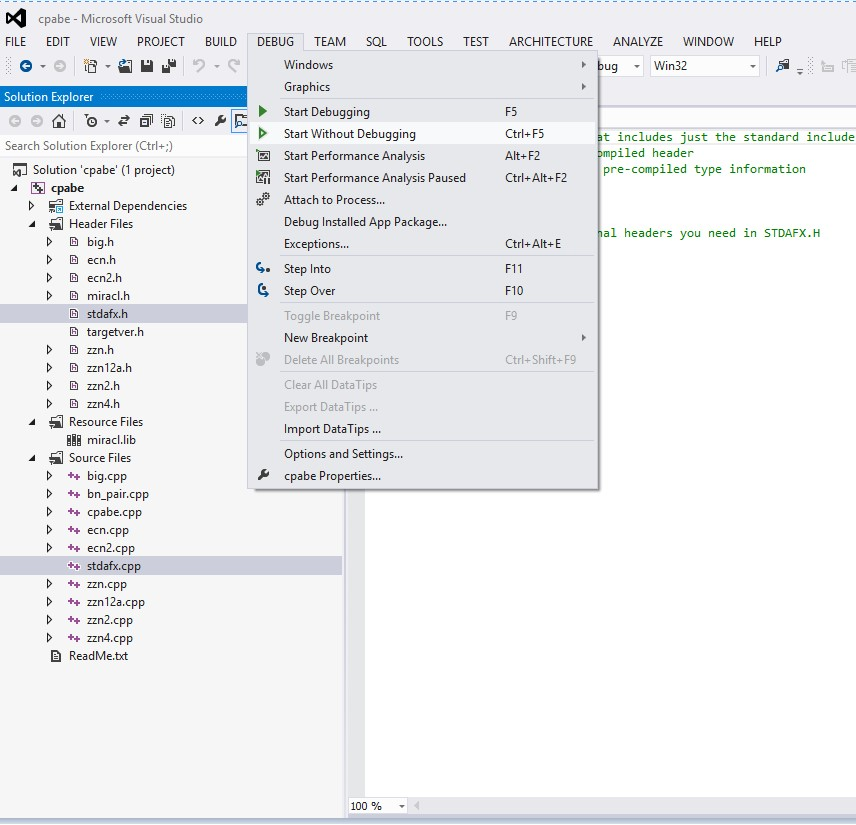 cpabe - Microsoft Visual Studio
FILE EDIT VIEW PROJECT BUILD DEBUG TEAM SQL TOOLS TEST ARCHITECTURE ANALYZE WINDOW HELP
bug Win32
Solution Explorer
Search Solution Explorer (Ctrl+;)
Solution 'cpabe' (1 project)
cpabe
External Dependencies
Header Files
big.h
ecn.h
ecn2.h
miracl.h
stdafx.h
targetver.h
zzn.h
zzn12a.h
zzn2.h
zzn4.h
Resource Files
miracl.lib
Source Files
big.cpp
bn_pair.cpp
cpabe.cpp
ecn.cpp
ecn2.cpp
stdafx.cpp
zzn.cpp
zzn12a.cpp
zzn2.cpp
zzn4.cpp
ReadMe.txt
Windows
Graphics
Start Debugging F5
Start Without Debugging Ctrl+F5
Start Performance Analysis Alt+F2
Start Performance Analysis Paused Ctrl+Alt+F2
Attach to Process...
Debug Installed App Package...
Exceptions... Ctrl+Alt+E
Step Into F11
Step Over F10
Toggle Breakpoint F9
New Breakpoint
Delete All Breakpoints Ctrl+Shift+F9
Clear All DataTips
Export DataTips ...
Import DataTips ...
Options and Settings...
cpabe Properties...
at includes just the standard include
ompiled header
pre-compiled type information
nal headers you need in STDAFX.H
100 %